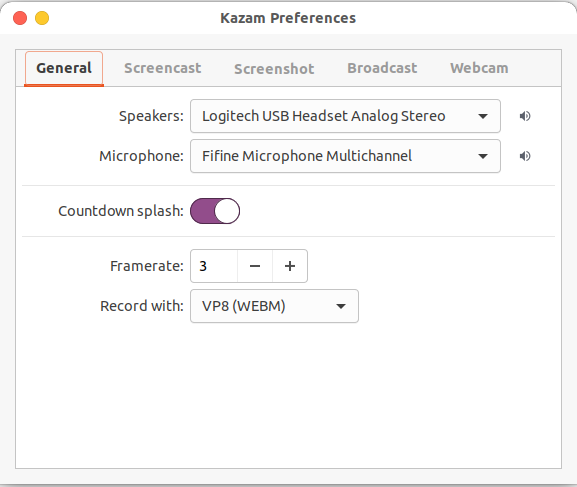 Kazam Preferences
General Screencast Screenshot Broadcast Webcam
Speakers: Logitech USB Headset Analog Stereo
Microphone: Fifine Microphone Multichannel
Countdown splash:
Framerate: 3 − +
Record with: VP8 (WEBM)